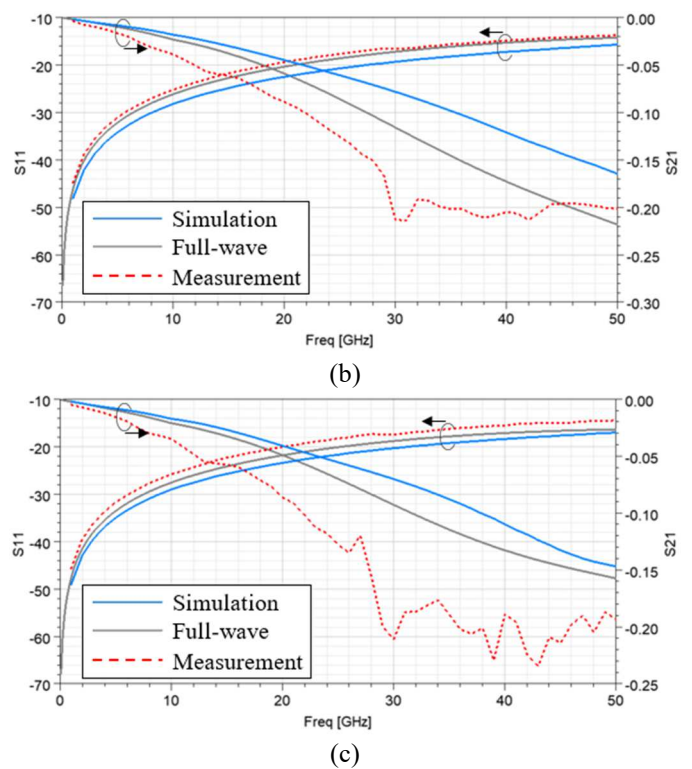 -10 0.00
-20 -0.05
-30 -0.10
-40 -0.15
-50 -0.20
-60 -0.25
-70 -0.30
S11
S21
Simulation
Full-wave
Measurement
0 10 20 30 40 50
Freq [GHz]
(b)
-10 0.00
-20 -0.05
-30 -0.10
-40 -0.15
-50 -0.20
-60
-70 -0.25
S11
S21
Simulation
Full-wave
Measurement
0 10 20 30 40 50
Freq [GHz]
(c)